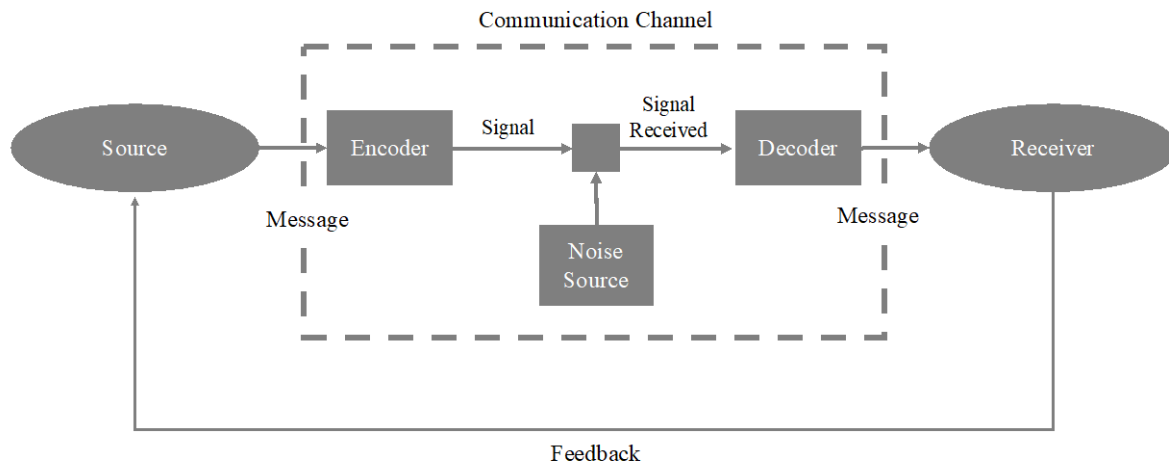 Communication Channel
Signal
Signal
Received
Source
Encoder
Decoder
Receiver
Message
Message
Noise
Source
Feedback